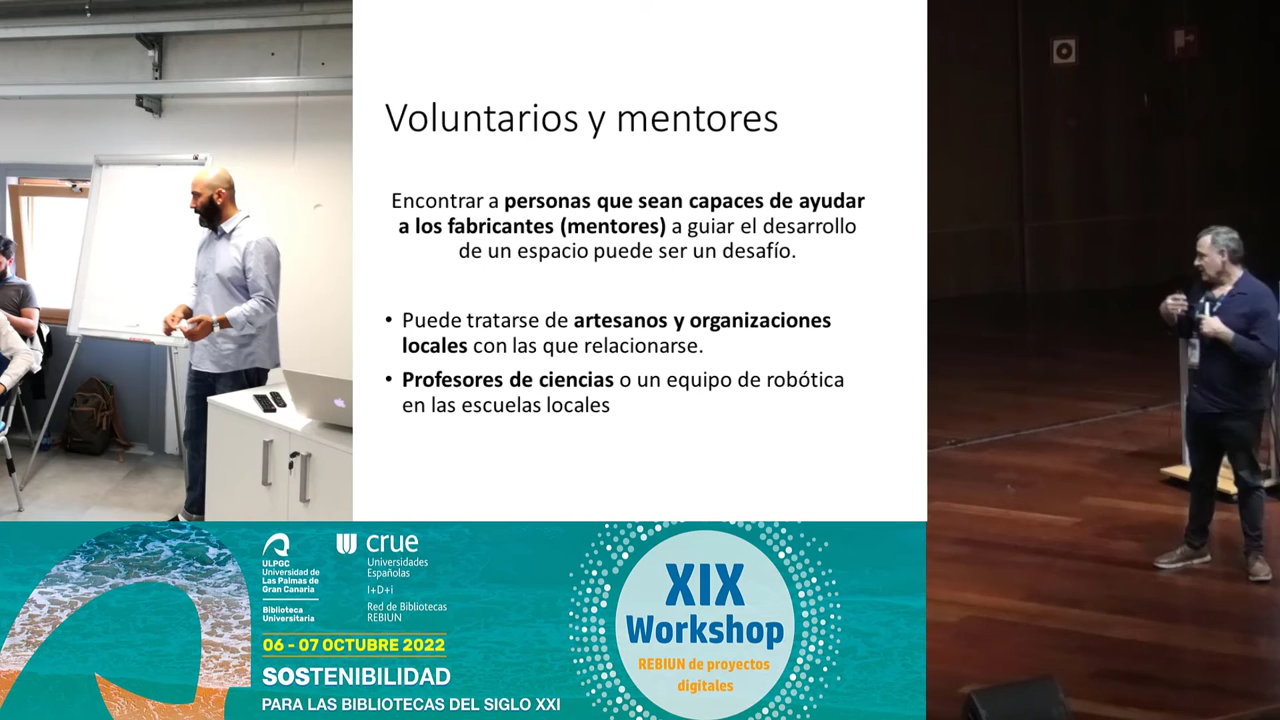 Voluntarios y mentores
Encontrar a personas que sean capaces de ayudar
a los fabricantes (mentores) a guiar el desarrollo
de un espacio puede ser un desafío.
• Puede tratarse de artesanos y organizaciones
locales con las que relacionarse.
• Profesores de ciencias o un equipo de robótica
en las escuelas locales
ULPGC
Universidad de
Las Palmas de
Gran Canaria
Biblioteca
Universitaria
crue
Universidades
Españolas
I+D+i
Red de Bibliotecas
REBIUN
06 - 07 OCTUBRE 2022
SOSTENIBILIDAD
PARA LAS BIBLIOTECAS DEL SIGLO XXI
XIX
Workshop
REBIUN de proyectos
digitales